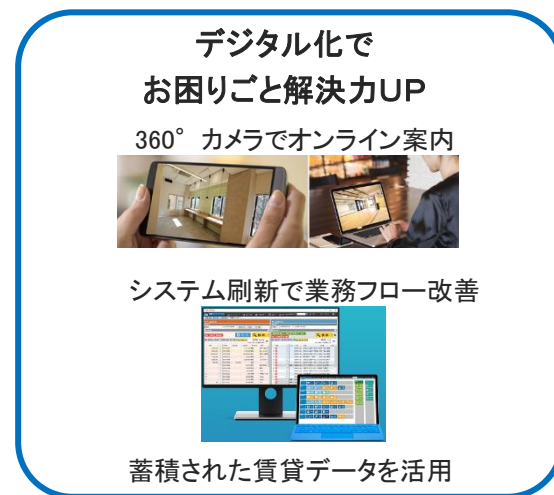 デジタル化で
お困りごと解決力UP
360°カメラでオンライン案内
システム刷新で業務フロー改善
蓄積された賃貸データを活用